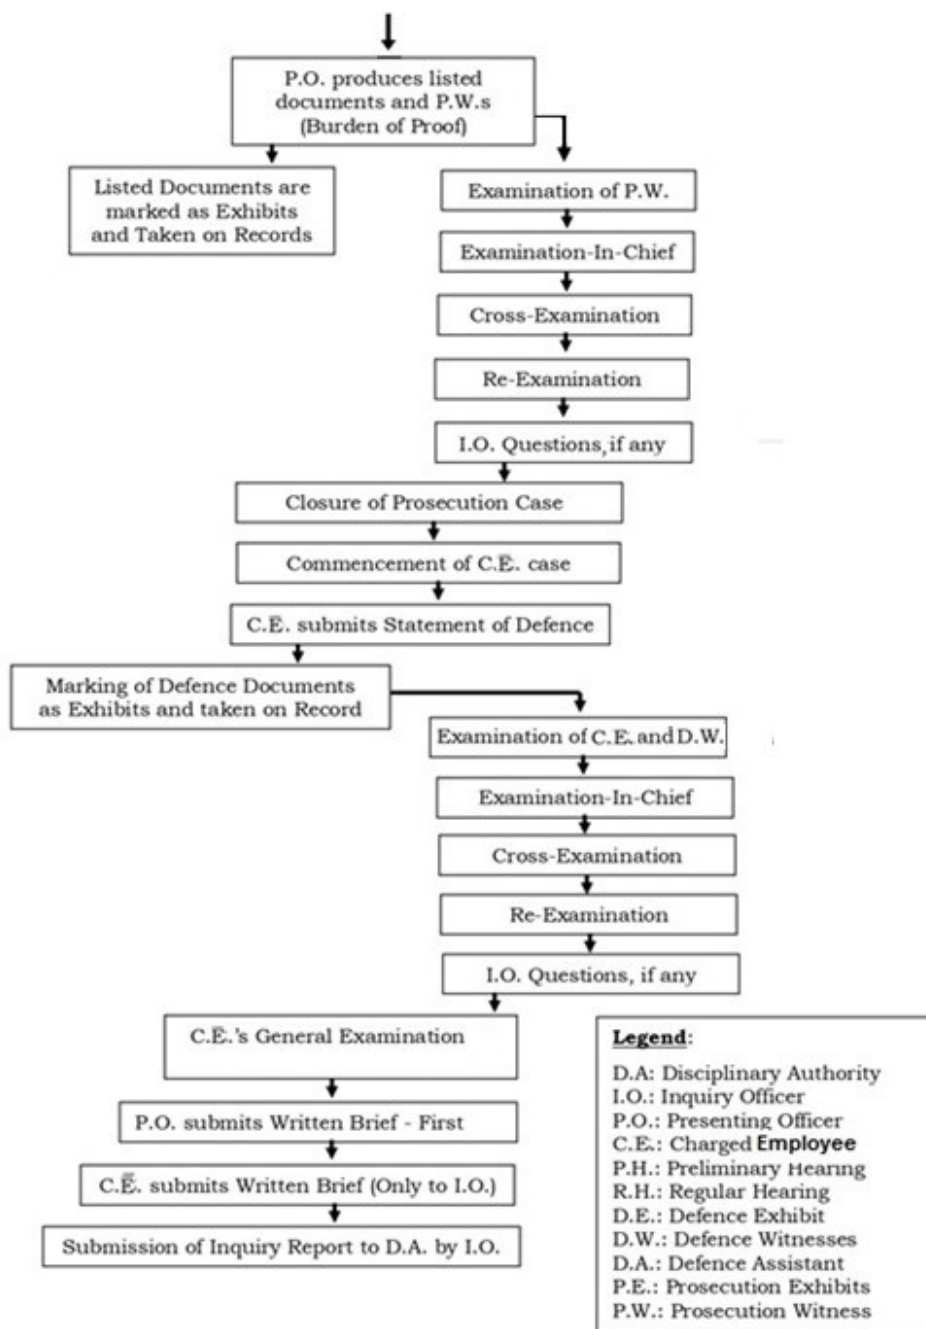 P.O. produces listed
documents and P.W.s
(Burden of Proof)
Listed Documents are
marked as Exhibits
and Taken on Records
Examination of P.W.
Examination-In-Chief
Cross-Examination
Re-Examination
I.O. Questions, if any
Closure of Prosecution Case
Commencement of C.E. case
C.E. submits Statement of Defence
Marking of Defence Documents
as Exhibits and taken on Record
Examination of C.E. and D.W.
Examination-In-Chief
Cross-Examination
Re-Examination
I.O. Questions, if any
C.E.'s General Examination
P.O. submits Written Brief - First
C.E. submits Written Brief (Only to I.O.)
Submission of Inquiry Report to D.A. by I.O.
Legend:
D.A: Disciplinary Authority
I.O.: Inquiry Officer
P.O.: Presenting Officer
C.E.: Charged Employee
P.H.: Preliminary Hearing
R.H.: Regular Hearing
D.E.: Defence Exhibit
D.W.: Defence Witnesses
D.A.: Defence Assistant
P.E.: Prosecution Exhibits
P.W.: Prosecution Witness